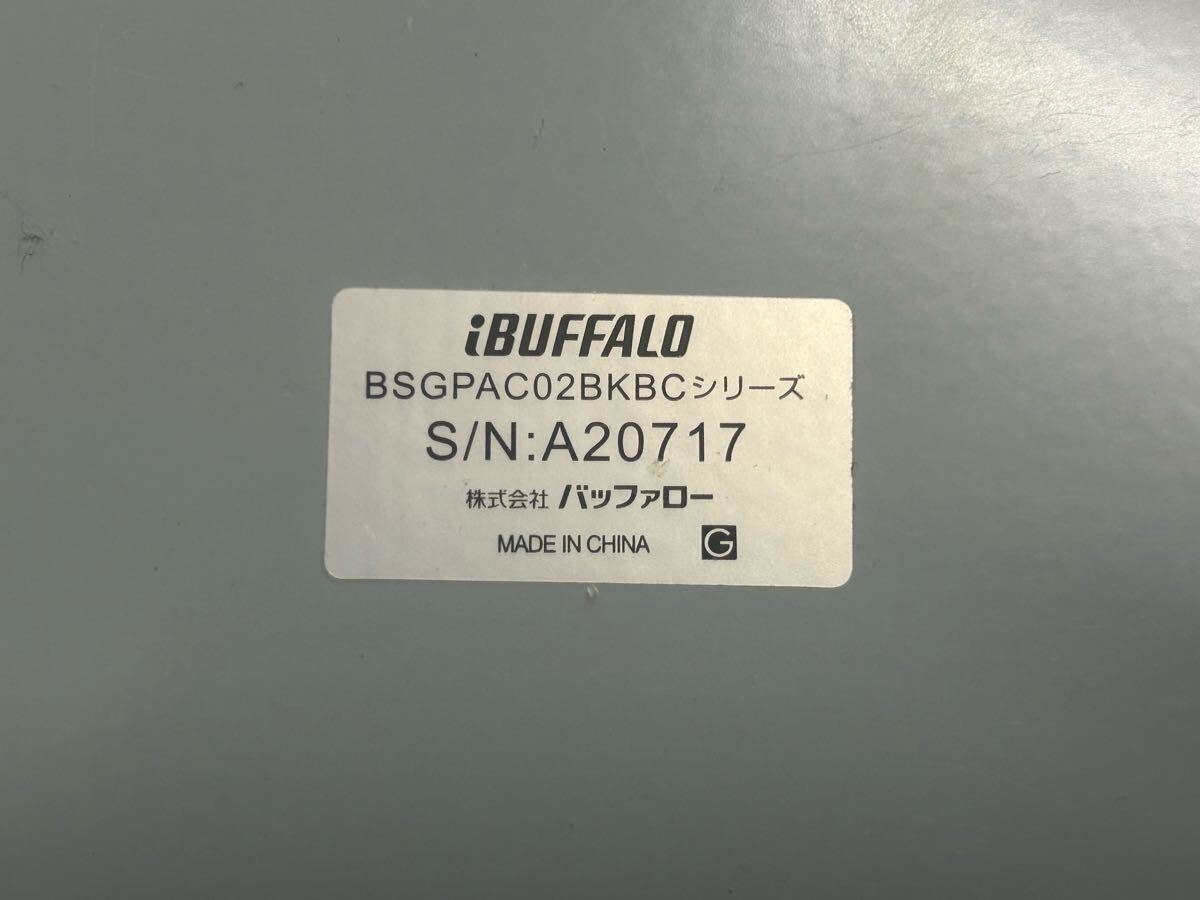 iBUFFALO
BSGPAC02BKBCシリーズ
S/N:A20717
株式会社 バッファロー
MADE IN CHINA G